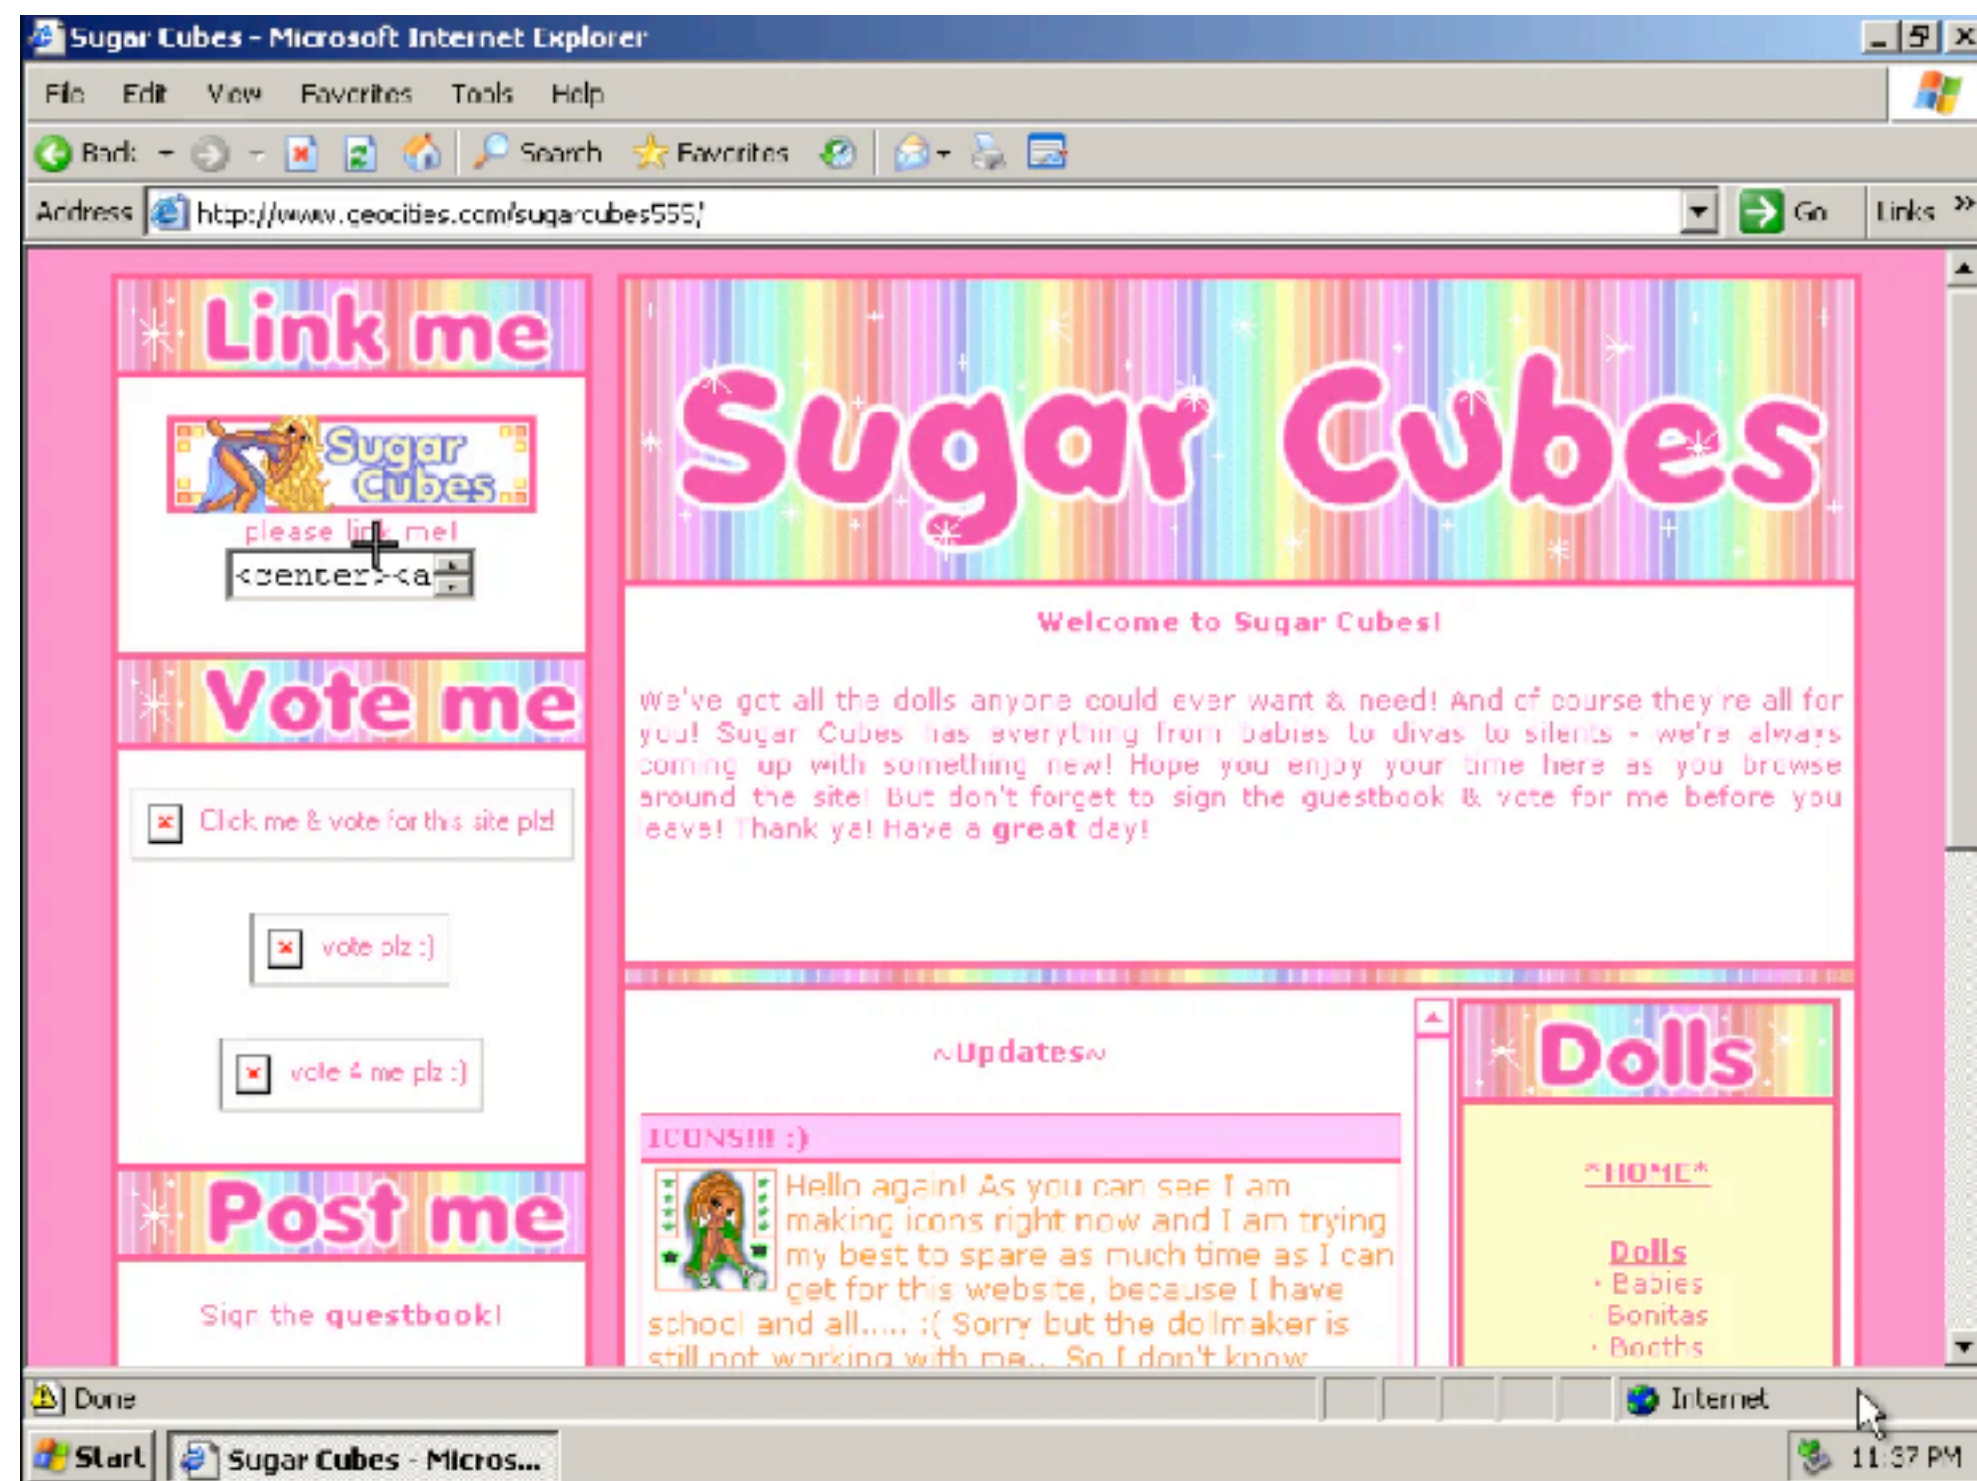 Sugar Cubes - Microsoft Internet Explorer
File Edit View Favorites Tools Help
Back Search Favorites
Address http://www.geocities.com/sugarcubes555/ Go Links »
Link me
Sugar
Cubes
please link me!
<center><a
Vote me
Click me & vote for this site plz!
vote plz :)
vote 4 me plz :)
Post me
Sign the guestbook!
Sugar Cubes
Welcome to Sugar Cubes!
We've got all the dolls anyone could ever want & need! And of course they're all for
you! Sugar Cubes has everything from babies to divas to silents - we're always
coming up with something new! Hope you enjoy your time here as you browse
around the site! But don't forget to sign the guestbook & vote for me before you
leave! Thank ya! Have a great day!
~Updates~
ICONS!!! :)
Hello again! As you can see I am
making icons right now and I am trying
my best to spare as much time as I can
get for this website, because I have
school and all..... :( Sorry but the dollmaker is
still not working with me... So I don't know
Dolls
*HOME*
Dolls
· Babies
· Bonitas
· Booths
Done Internet
Start Sugar Cubes - Micros... 11:37 PM